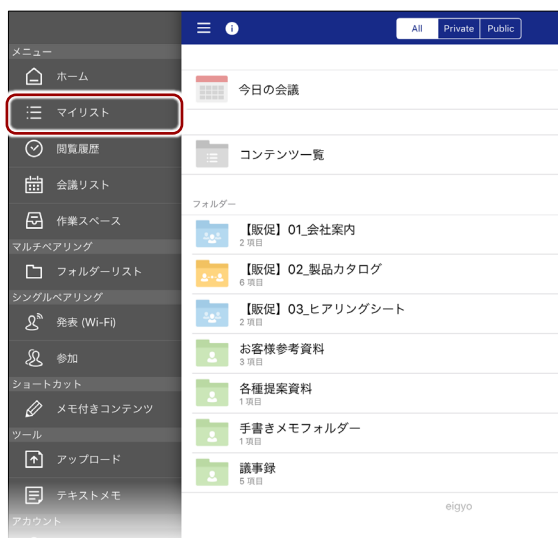 メニュー
ホーム
マイリスト
閲覧履歴
会議リスト
作業スペース
マルチペアリング
フォルダーリスト
シングルペアリング
発表 (Wi-Fi)
参加
ショートカット
メモ付きコンテンツ
ツール
アップロード
テキストメモ
アカウント
All Private Public
今日の会議
コンテンツ一覧
フォルダー
【販促】01_会社案内
2 項目
【販促】02_製品カタログ
6 項目
【販促】03_ヒアリングシート
2 項目
お客様参考資料
3 項目
各種提案資料
1 項目
手書きメモフォルダー
1 項目
議事録
5 項目
eigyo